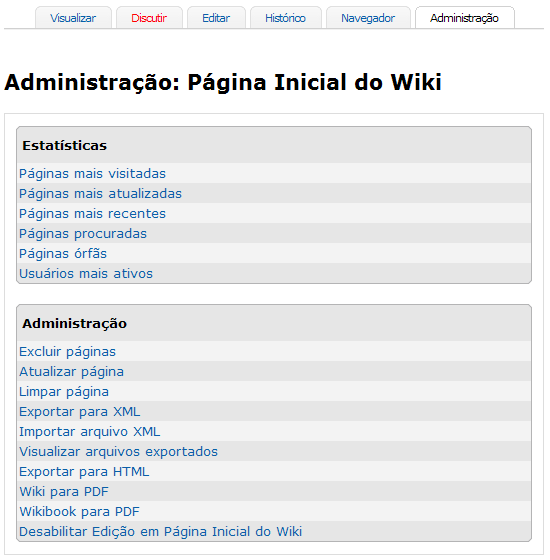 Visualizar Discutir Editar Histórico Navegador Administração
Administração: Página Inicial do Wiki
Estatísticas
Páginas mais visitadas
Páginas mais atualizadas
Páginas mais recentes
Páginas procuradas
Páginas órfãs
Usuários mais ativos
Administração
Excluir páginas
Atualizar página
Limpar página
Exportar para XML
Importar arquivo XML
Visualizar arquivos exportados
Exportar para HTML
Wiki para PDF
Wikibook para PDF
Desabilitar Edição em Página Inicial do Wiki